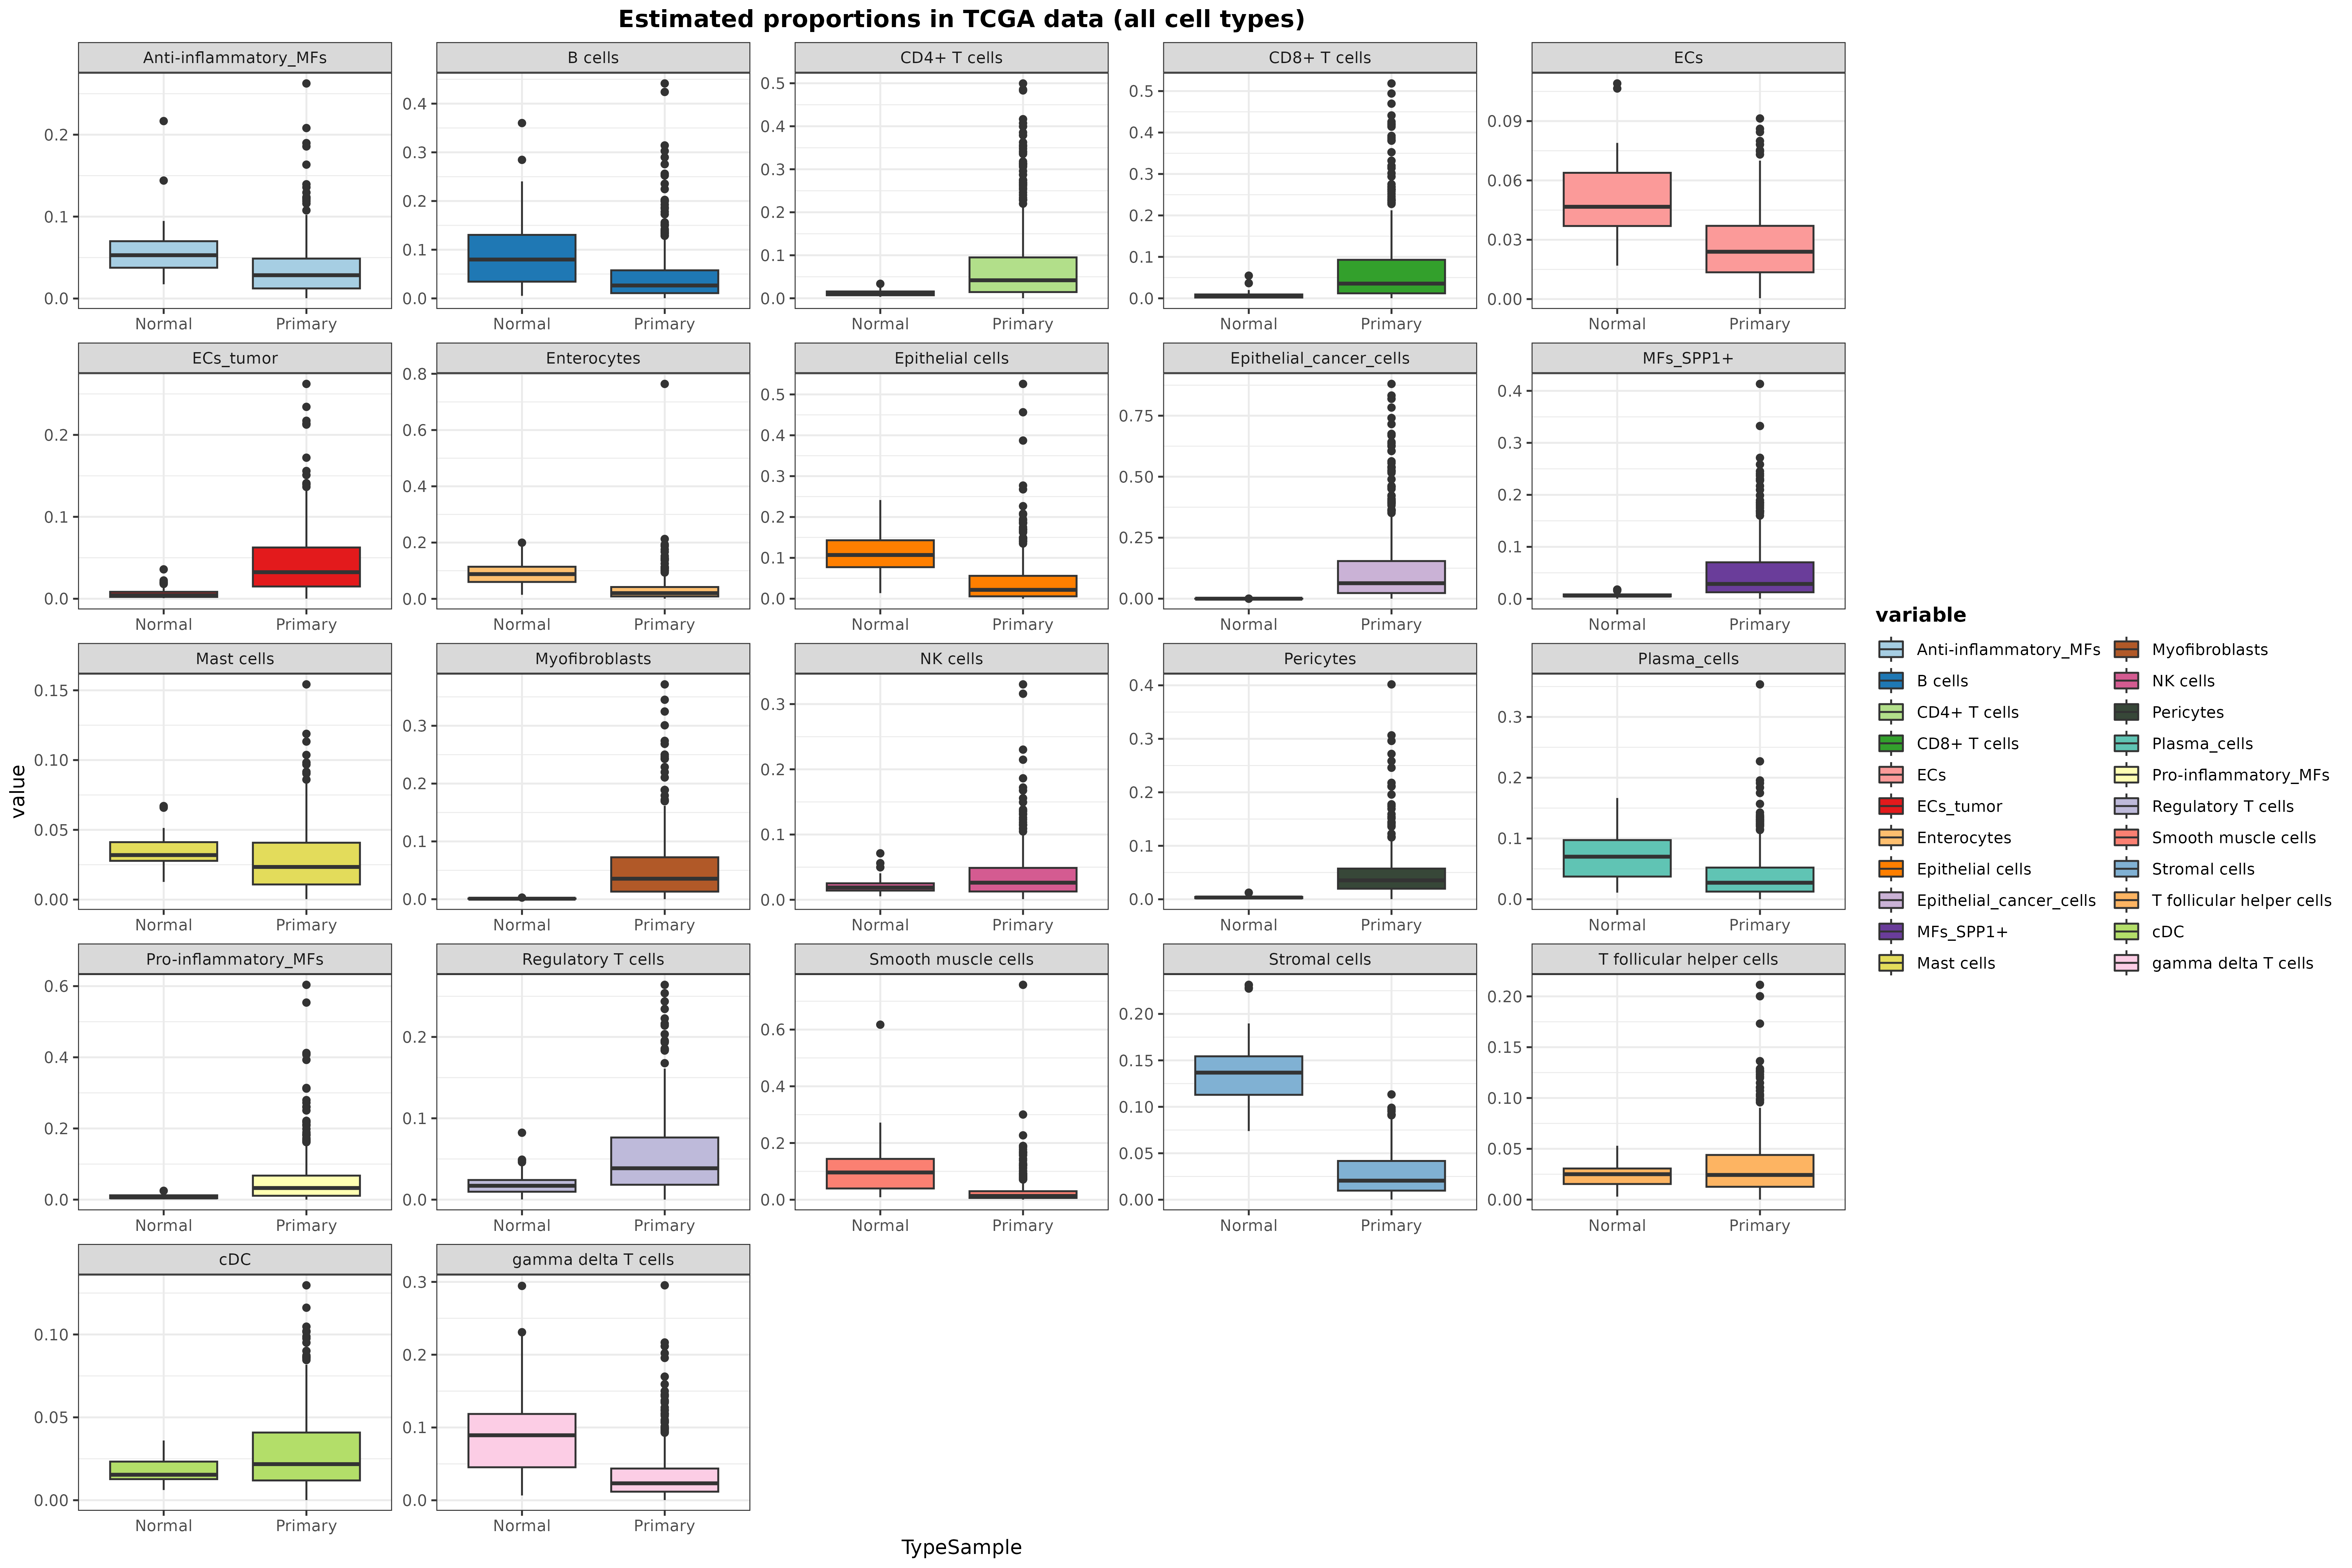 Estimated proportions in TCGA data (all cell types)
Anti-inflammatory_MFs
B cells
CD4+ T cells
CD8+ T cells
ECs
0.2
0.1
0.0
0.4
0.3
0.2
0.1
0.0
0.5
0.4
0.3
0.2
0.1
0.0
0.5
0.4
0.3
0.2
0.1
0.0
0.09
0.06
0.03
0.00
Normal Primary
Normal Primary
Normal Primary
Normal Primary
Normal Primary
ECs_tumor
Enterocytes
Epithelial cells
Epithelial_cancer_cells
MFs_SPP1+
0.2
0.1
0.0
0.8
0.6
0.4
0.2
0.0
0.5
0.4
0.3
0.2
0.1
0.0
0.75
0.50
0.25
0.00
0.4
0.3
0.2
0.1
0.0
Normal Primary
Normal Primary
Normal Primary
Normal Primary
Normal Primary
Mast cells
Myofibroblasts
NK cells
Pericytes
Plasma_cells
0.15
0.10
0.05
0.00
0.3
0.2
0.1
0.0
0.3
0.2
0.1
0.0
0.4
0.3
0.2
0.1
0.0
0.3
0.2
0.1
0.0
Normal Primary
Normal Primary
Normal Primary
Normal Primary
Normal Primary
Pro-inflammatory_MFs
Regulatory T cells
Smooth muscle cells
Stromal cells
T follicular helper cells
0.6
0.4
0.2
0.0
0.2
0.1
0.0
0.6
0.4
0.2
0.0
0.20
0.15
0.10
0.05
0.00
0.20
0.15
0.10
0.05
0.00
Normal Primary
Normal Primary
Normal Primary
Normal Primary
Normal Primary
cDC
gamma delta T cells
0.10
0.05
0.00
0.3
0.2
0.1
0.0
Normal Primary
Normal Primary
value
TypeSample
variable
Anti-inflammatory_MFs
B cells
CD4+ T cells
CD8+ T cells
ECs
ECs_tumor
Enterocytes
Epithelial cells
Epithelial_cancer_cells
MFs_SPP1+
Mast cells
Myofibroblasts
NK cells
Pericytes
Plasma_cells
Pro-inflammatory_MFs
Regulatory T cells
Smooth muscle cells
Stromal cells
T follicular helper cells
cDC
gamma delta T cells